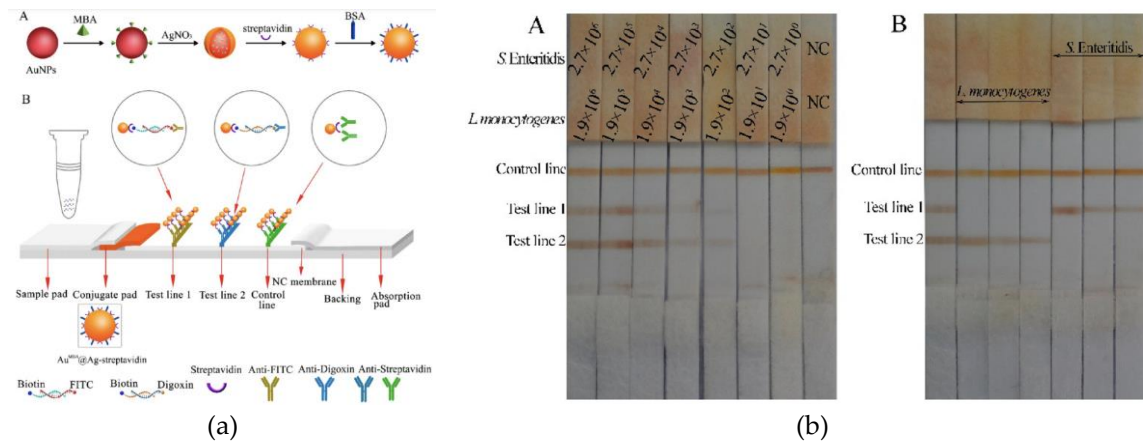 A
MBA
AgNO₃
streptavidin
BSA
AuNPs
B
Sample pad
Conjugate pad
Test line 1
Test line 2
Control line
NC membrane
Backing
Absorption pad
Au^MBA@Ag-streptavidin
Biotin
FITC
Biotin
Digoxin
Streptavidin
Anti-FITC
Anti-Digoxin
Anti-Streptavidin
(a)
A
S. Enteritidis
2.7×10⁶
2.7×10⁵
2.7×10⁴
2.7×10³
2.7×10²
2.7×10¹
2.7×10⁰
NC
L monocytogenes
1.9×10⁶
1.9×10⁵
1.9×10⁴
1.9×10³
1.9×10²
1.9×10¹
1.9×10⁰
NC
Control line
Test line 1
Test line 2
B
S. Enteritidis
L. monocytogenes
Control line
Test line 1
Test line 2
(b)